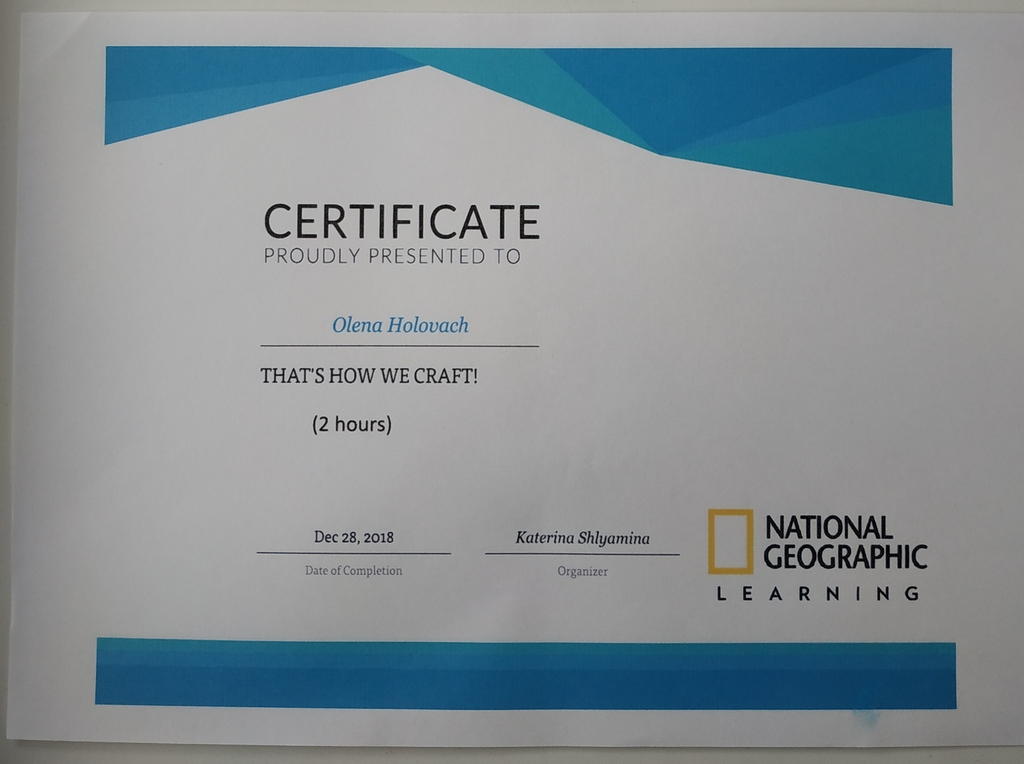 CERTIFICATE
PROUDLY PRESENTED TO
Olena Holovach
THAT'S HOW WE CRAFT!
(2 hours)
Dec 28, 2018
Date of Completion
Katerina Shlyamina
Organizer
NATIONAL
GEOGRAPHIC
LEARNING